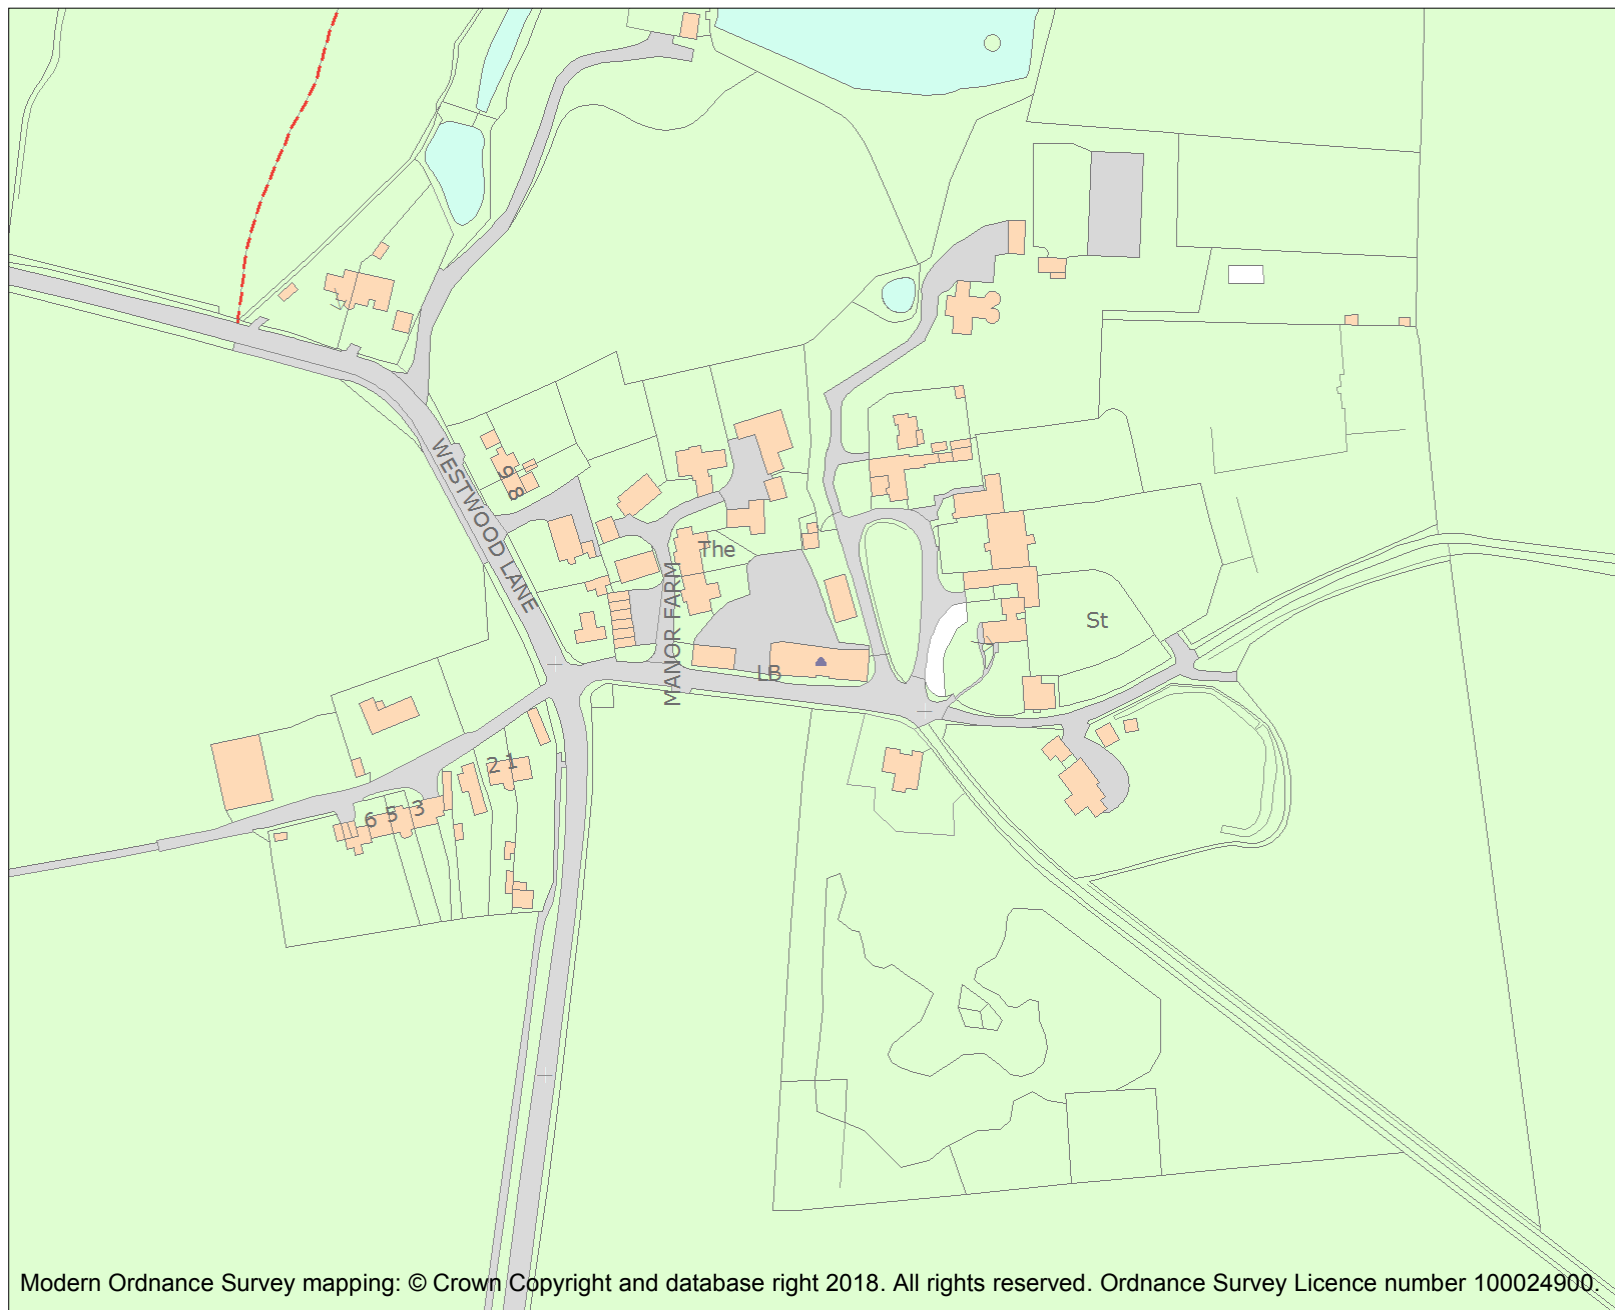 WESTWOOD LANE
9
8
The
MANOR FARM
St
LB
2 1
6 5 3
Modern Ordnance Survey mapping: © Crown Copyright and database right 2018. All rights reserved. Ordnance Survey Licence number 100024900.